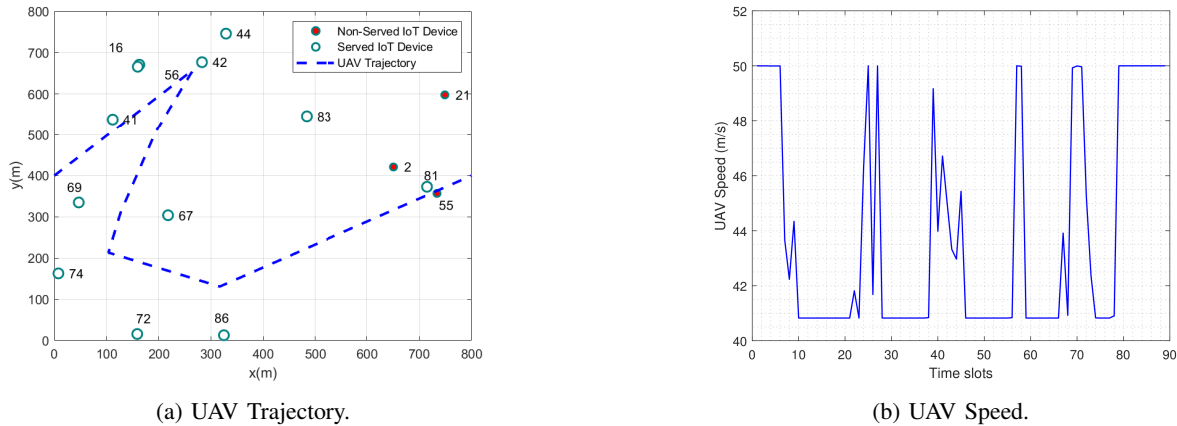 800
700
600
500
400
300
200
100
0
y(m)
0 100 200 300 400 500 600 700 800
x(m)
Non-Served IoT Device
Served IoT Device
UAV Trajectory
44
16
42
56
21
83
41
2
81
69
55
67
74
72
86
(a) UAV Trajectory.
52
50
48
46
44
42
40
UAV Speed (m/s)
0 10 20 30 40 50 60 70 80 90
Time slots
(b) UAV Speed.